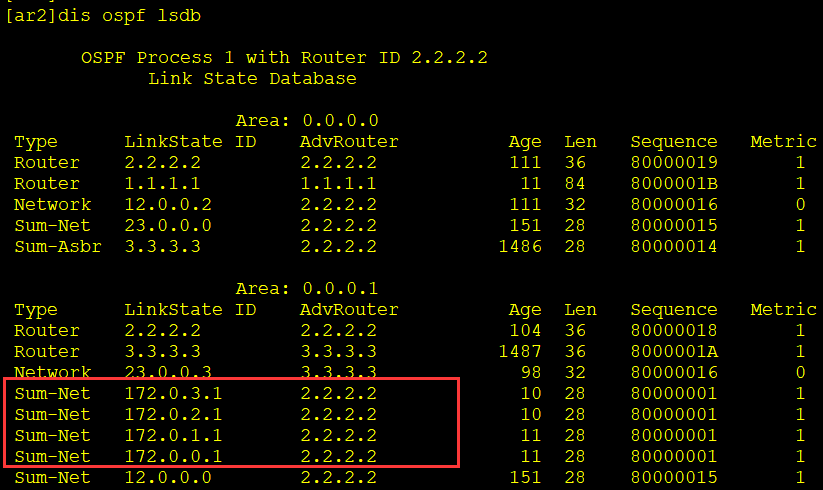 [ar2]dis ospf lsdb
OSPF Process 1 with Router ID 2.2.2.2
Link State Database
Area: 0.0.0.0
Type LinkState ID AdvRouter Age Len Sequence Metric
Router 2.2.2.2 2.2.2.2 111 36 80000019 1
Router 1.1.1.1 1.1.1.1 11 84 8000001B 1
Network 12.0.0.2 2.2.2.2 111 32 80000016 0
Sum-Net 23.0.0.0 2.2.2.2 151 28 80000015 1
Sum-Asbr 3.3.3.3 2.2.2.2 1486 28 80000014 1
Area: 0.0.0.1
Type LinkState ID AdvRouter Age Len Sequence Metric
Router 2.2.2.2 2.2.2.2 104 36 80000018 1
Router 3.3.3.3 3.3.3.3 1487 36 8000001A 1
Network 23.0.0.3 3.3.3.3 98 32 80000016 0
Sum-Net 172.0.3.1 2.2.2.2 10 28 80000001 1
Sum-Net 172.0.2.1 2.2.2.2 10 28 80000001 1
Sum-Net 172.0.1.1 2.2.2.2 11 28 80000001 1
Sum-Net 172.0.0.1 2.2.2.2 11 28 80000001 1
Sum-Net 12.0.0.0 2.2.2.2 151 28 80000015 1